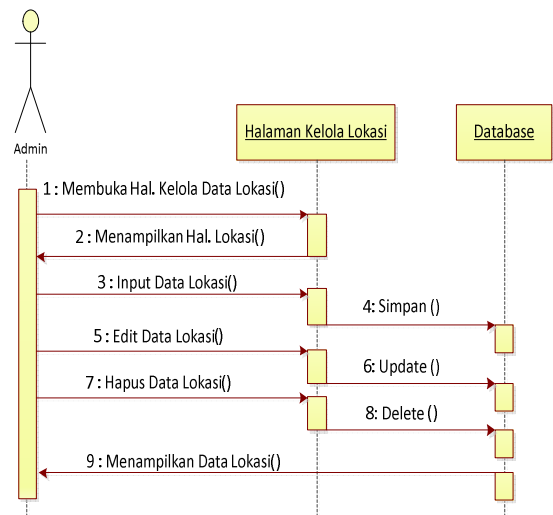 Admin
Halaman Kelola Lokasi
Database
1 : Membuka Hal. Kelola Data Lokasi()
2 : Menampilkan Hal. Lokasi()
3 : Input Data Lokasi()
4: Simpan ()
5 : Edit Data Lokasi()
6: Update ()
7 : Hapus Data Lokasi()
8: Delete ()
9 : Menampilkan Data Lokasi()